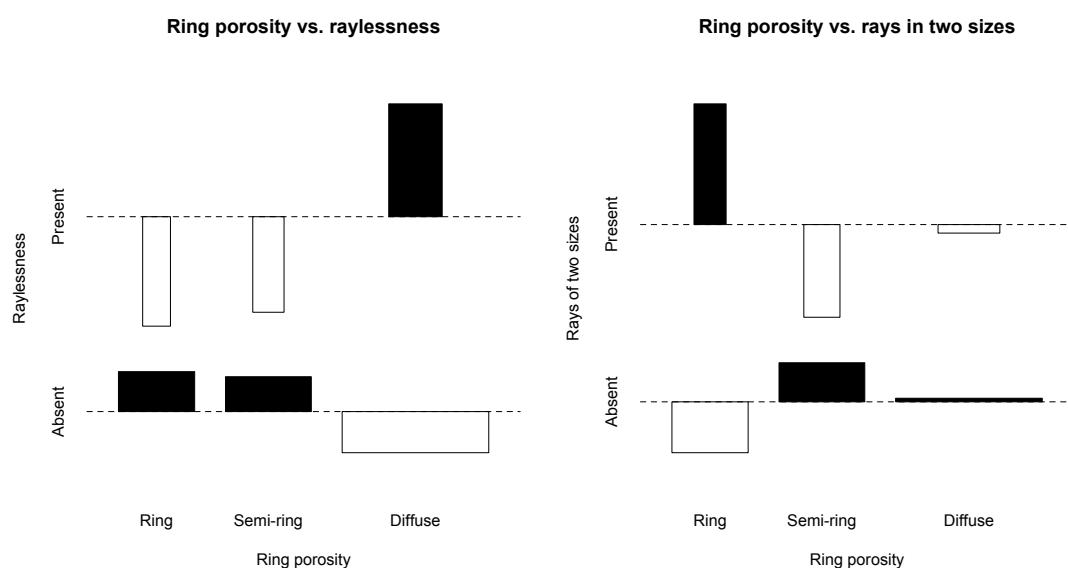 Ring porosity vs. raylessness
Raylessness
Present
Absent
Ring Semi-ring Diffuse
Ring porosity
Ring porosity vs. rays in two sizes
Rays of two sizes
Present
Absent
Ring Semi-ring Diffuse
Ring porosity